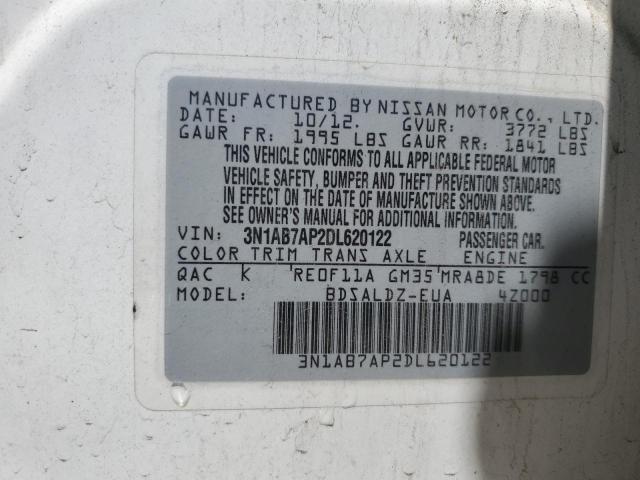 MANUFACTURED BY NISSAN MOTOR CO., LTD.
DATE: 10/12. GVWR: 3772 LBS
GAWR FR: 1995 LBS GAWR RR: 1841 LBS
THIS VEHICLE CONFORMS TO ALL APPLICABLE FEDERAL MOTOR
VEHICLE SAFETY, BUMPER AND THEFT PREVENTION STANDARDS
IN EFFECT ON THE DATE OF MANUFACTURE SHOWN ABOVE.
SEE OWNER'S MANUAL FOR ADDITIONAL INFORMATION.
VIN: 3N1AB7AP2DL620122 PASSENGER CAR.
COLOR TRIM TRANS AXLE ENGINE
QAC K RE0F11A GM35 MRA8DE 1798 CC
MODEL: BDSALDZ-EUA 4Z000
3N1AB7AP2DL620122